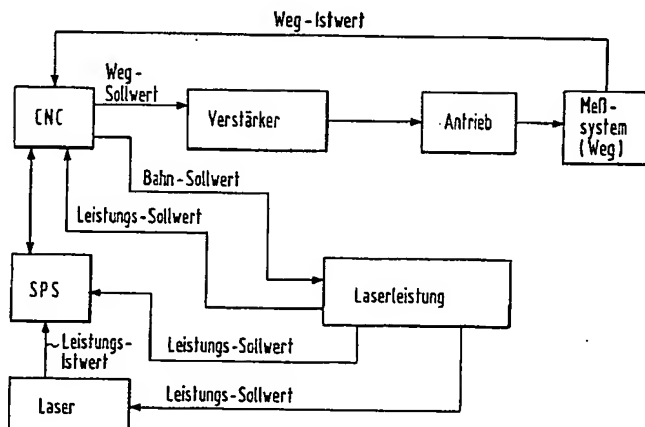 Weg-Istwert
Weg-
Sollwert
CNC
Verstärker
Antrieb
Meß-
system
(Weg)
Bahn-Sollwert
Leistungs-Sollwert
SPS
Laserleistung
Leistungs-
Istwert
Leistungs-Sollwert
Laser
Leistungs-Sollwert